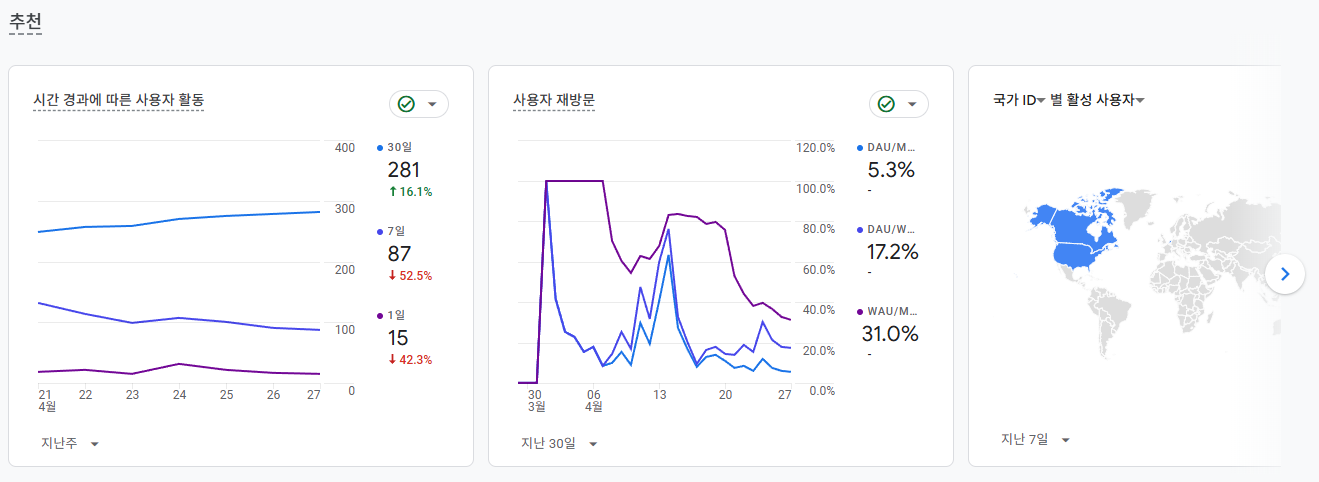 추천
시간 경과에 따른 사용자 활동
400
300
200
100
0
21
4월
22
23
24
25
26
27
30일
281
↑16.1%
7일
87
↓52.5%
1일
15
↓42.3%
지난주
사용자 재방문
120.0%
100.0%
80.0%
60.0%
40.0%
20.0%
0.0%
30
3월
06
4월
13
20
27
DAU/M...
5.3%
-
DAU/W...
17.2%
-
WAU/M...
31.0%
-
지난 30일
국가 ID 별 활성 사용자
지난 7일